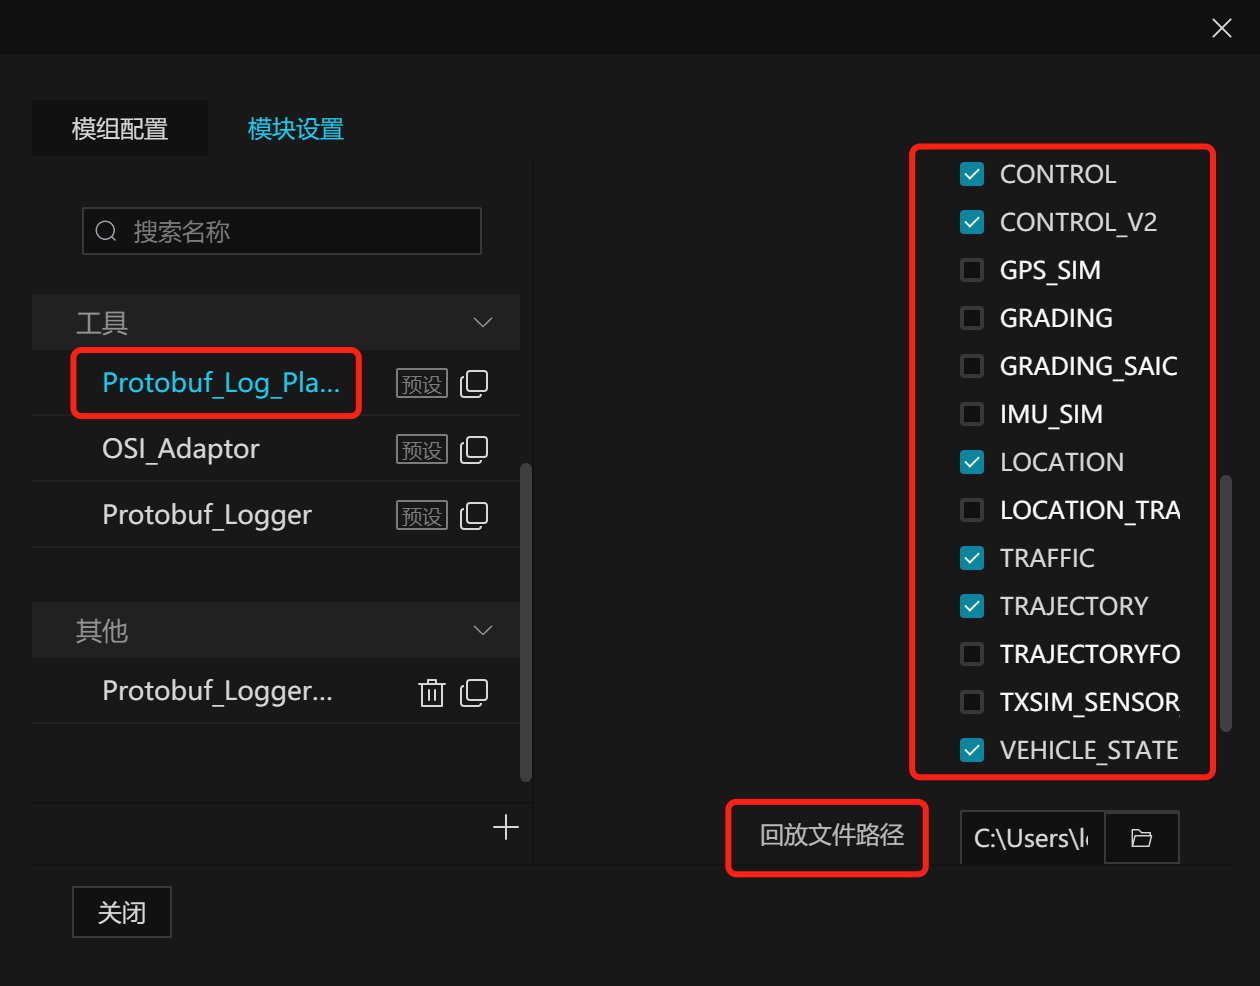 模组配置
模块设置
搜索名称
工具
Protobuf_Log_Pla...
预设
OSI_Adaptor
预设
Protobuf_Logger
预设
其他
Protobuf_Logger...
关闭
CONTROL
CONTROL_V2
GPS_SIM
GRADING
GRADING_SAIC
IMU_SIM
LOCATION
LOCATION_TRA
TRAFFIC
TRAJECTORY
TRAJECTORYFO
TXSIM_SENSOR
VEHICLE_STATE
回放文件路径
C:\Users\l